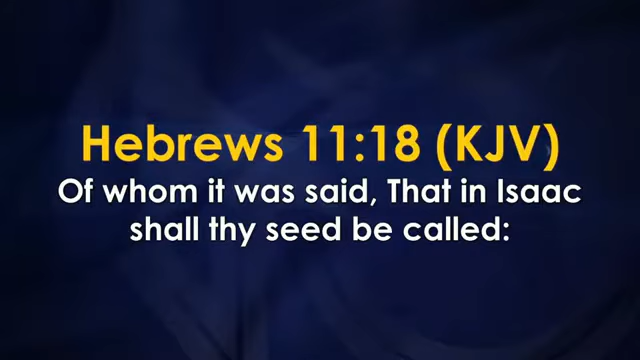 Hebrews 11:18 (KJV)
Of whom it was said, That in Isaac
shall thy seed be called: